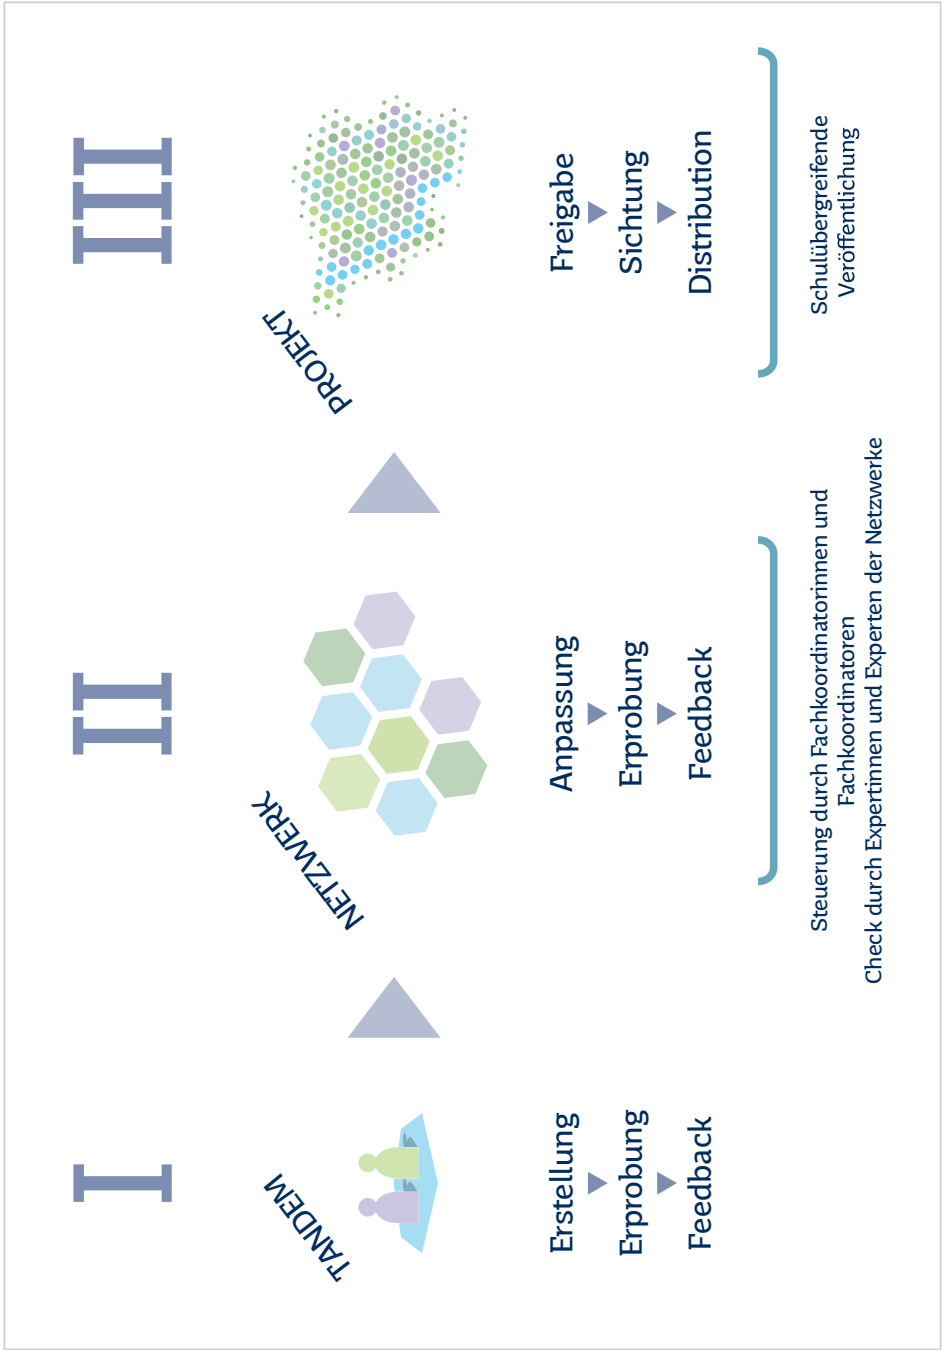 I
TANDEM
Erstellung
Erprobung
Feedback
II
NETZWERK
Anpassung
Erprobung
Feedback
Steuerung durch Fachkoordinatorinnen und
Fachkoordinatoren
Check durch Expertinnen und Experten der Netzwerke
III
PROJEKT
Freigabe
Sichtung
Distribution
Schulübergreifende
Veröffentlichung